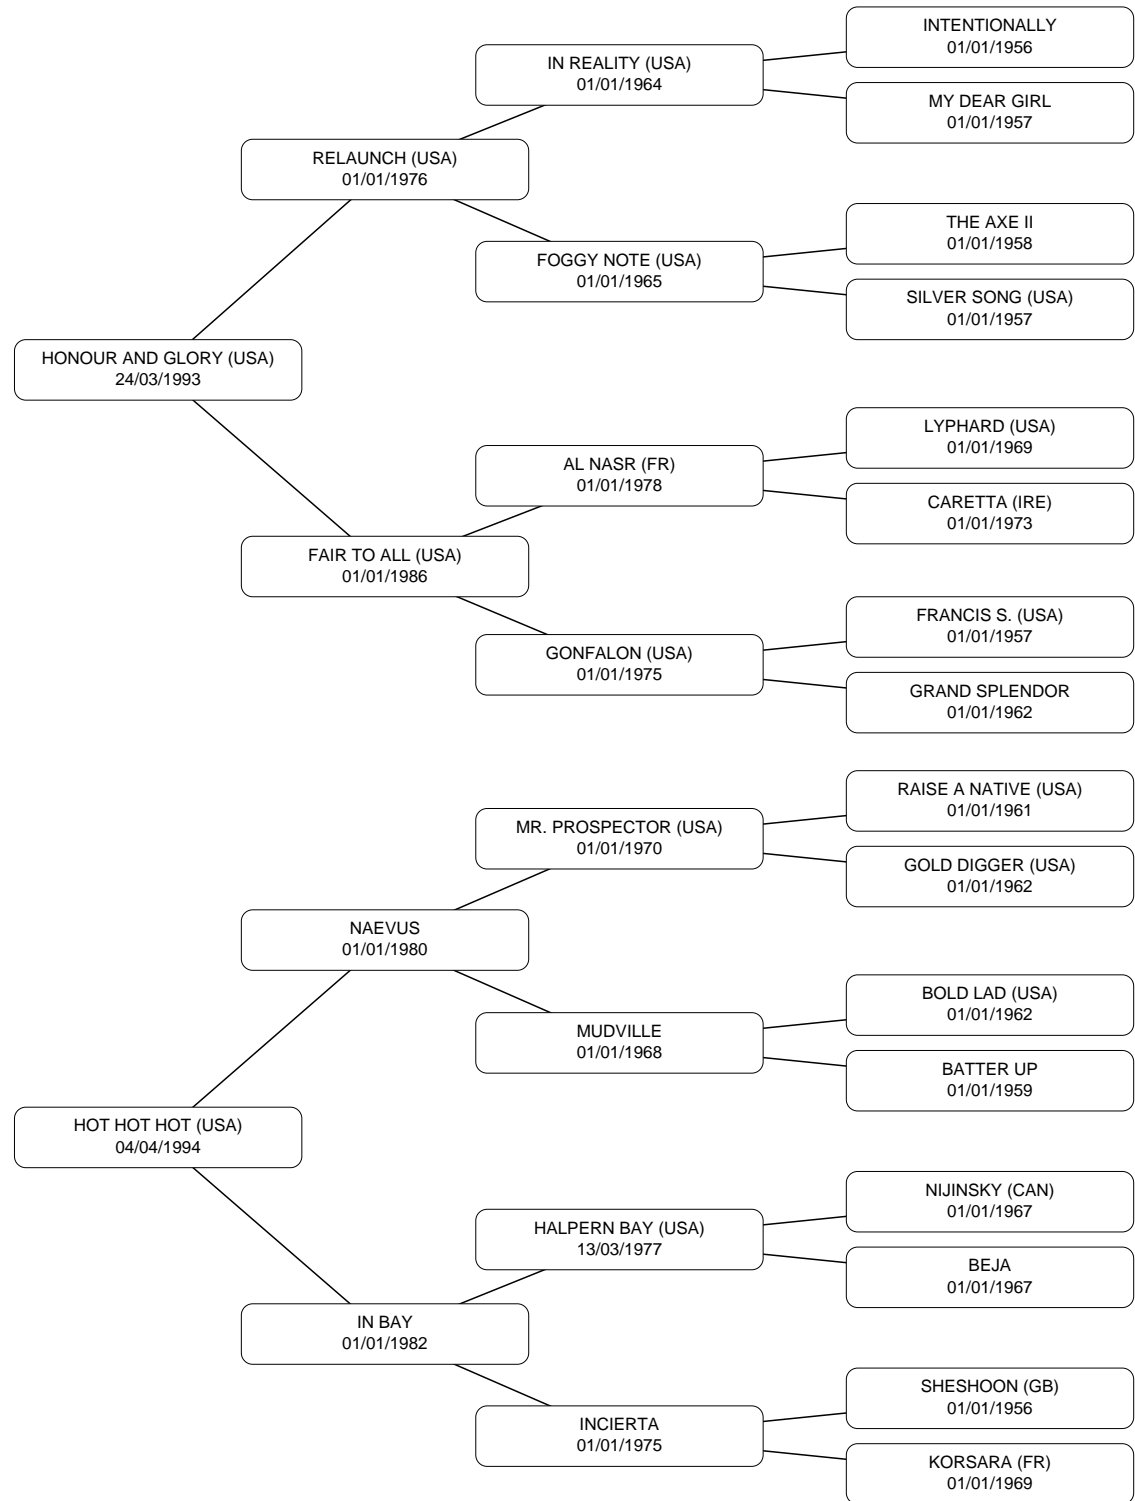 INTENTIONALLY
01/01/1956
IN REALITY (USA)
01/01/1964
MY DEAR GIRL
01/01/1957
RELAUNCH (USA)
01/01/1976
THE AXE II
01/01/1958
FOGGY NOTE (USA)
01/01/1965
SILVER SONG (USA)
01/01/1957
HONOUR AND GLORY (USA)
24/03/1993
LYPHARD (USA)
01/01/1969
AL NASR (FR)
01/01/1978
CARETTA (IRE)
01/01/1973
FAIR TO ALL (USA)
01/01/1986
FRANCIS S. (USA)
01/01/1957
GONFALON (USA)
01/01/1975
GRAND SPLENDOR
01/01/1962
RAISE A NATIVE (USA)
01/01/1961
MR. PROSPECTOR (USA)
01/01/1970
GOLD DIGGER (USA)
01/01/1962
NAEVUS
01/01/1980
BOLD LAD (USA)
01/01/1962
MUDVILLE
01/01/1968
BATTER UP
01/01/1959
HOT HOT HOT (USA)
04/04/1994
NIJINSKY (CAN)
01/01/1967
HALPERN BAY (USA)
13/03/1977
BEJA
01/01/1967
IN BAY
01/01/1982
SHESHOON (GB)
01/01/1956
INCIERTA
01/01/1975
KORSARA (FR)
01/01/1969